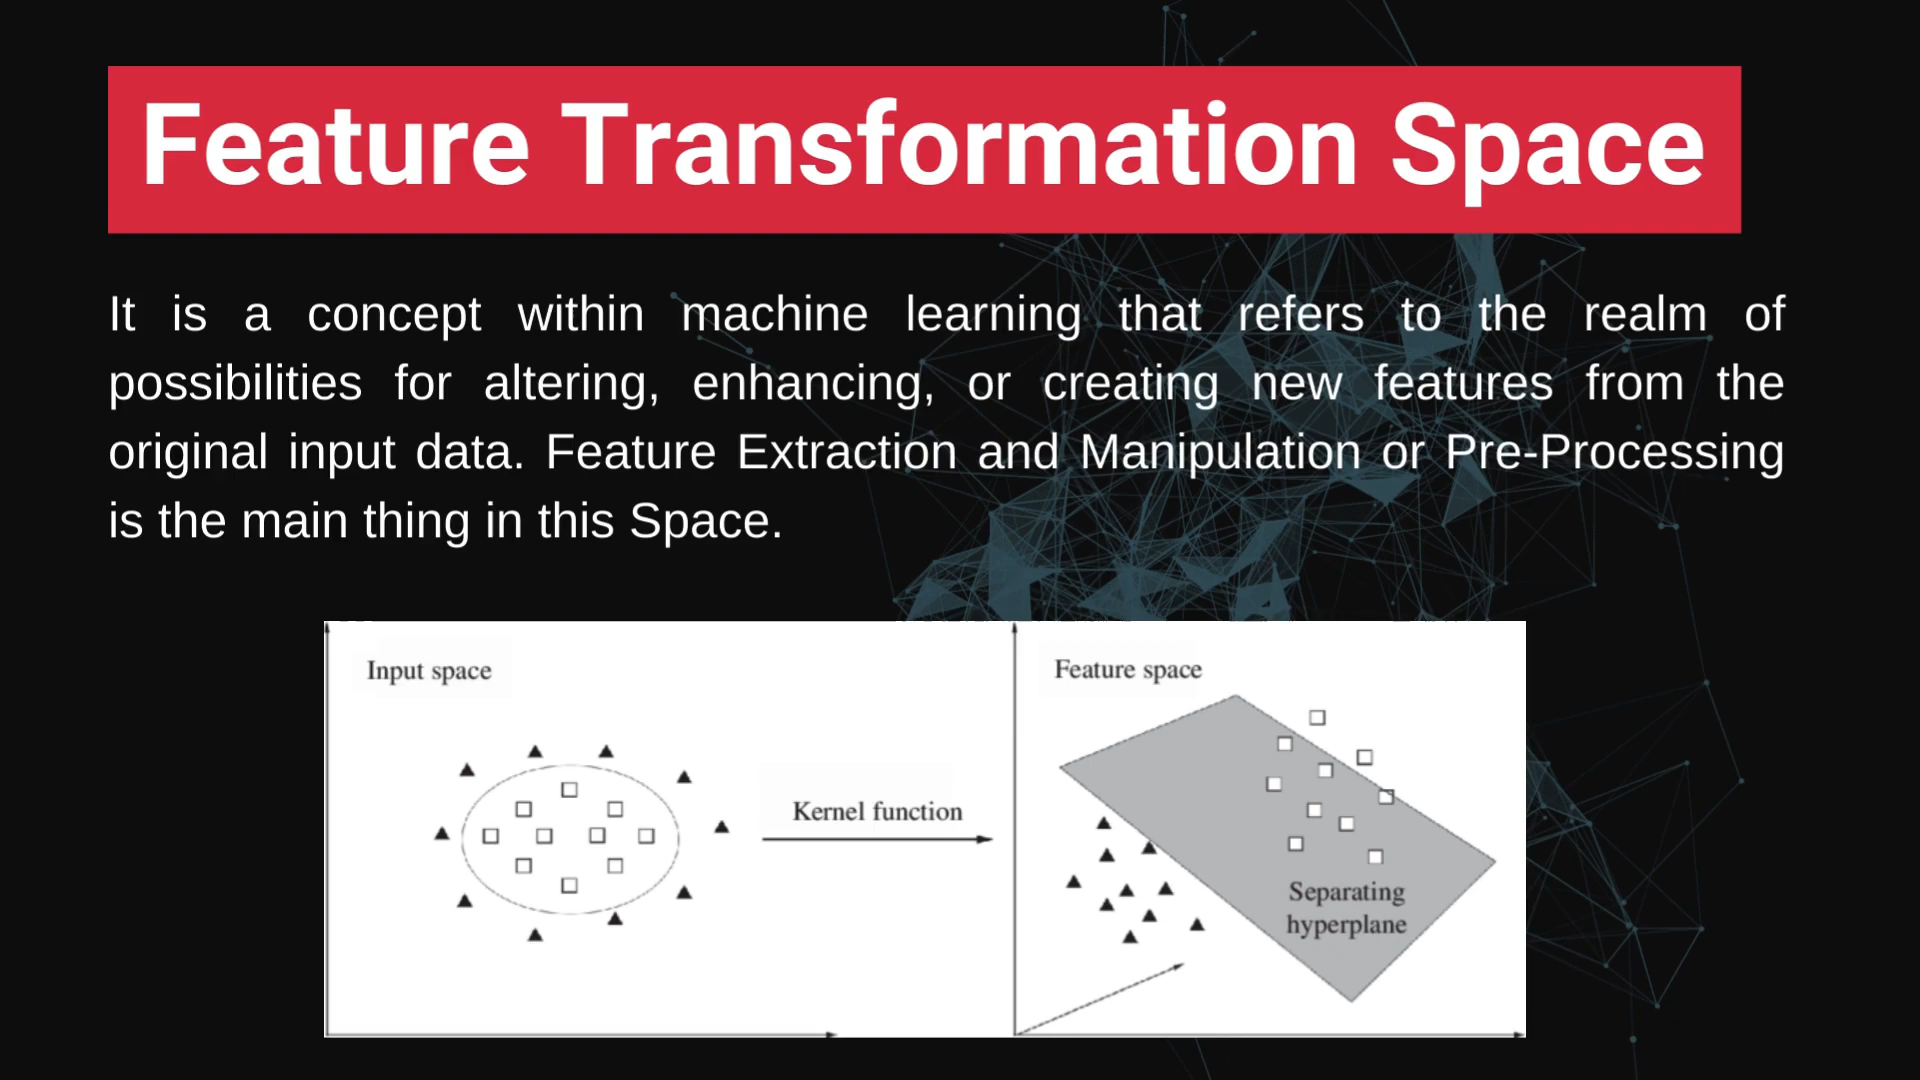 Feature Transformation Space
It is a concept within machine learning that refers to the realm of
possibilities for altering, enhancing, or creating new features from the
original input data. Feature Extraction and Manipulation or Pre-Processing
is the main thing in this Space.
Input space
Kernel function
Feature space
Separating
hyperplane